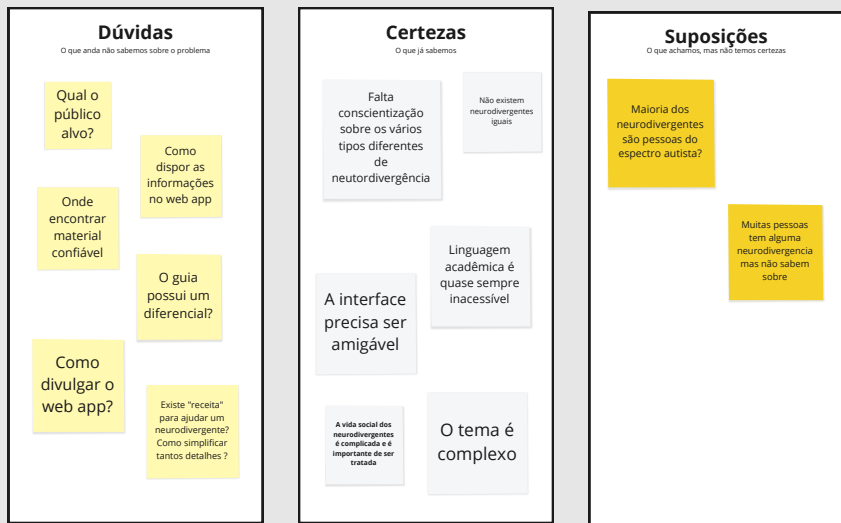 Dúvidas
O que anda não sabemos sobre o problema
Qual o
público
alvo?
Como
dispor as
informações
no web app
Onde
encontrar
material
confiável
O guia
possui um
diferencial?
Como
divulgar o
web app?
Existe "receita"
para ajudar um
neurodivergente?
Como simplificar
tantos detalhes ?
Certezas
O que já sabemos
Falta
conscientização
sobre os vários
tipos diferentes
de
neutordivergência
Não existem
neurodivergentes
iguais
Linguagem
acadêmica é
quase sempre
inacessível
A interface
precisa ser
amigável
A vida social dos
neurodivergentes
é complicada e é
importante de ser
tratada
O tema é
complexo
Suposições
O que achamos, mas não temos certezas
Maioria dos
neurodivergentes
são pessoas do
espectro autista?
Muitas pessoas
tem alguma
neurodivergencia
mas não sabem
sobre